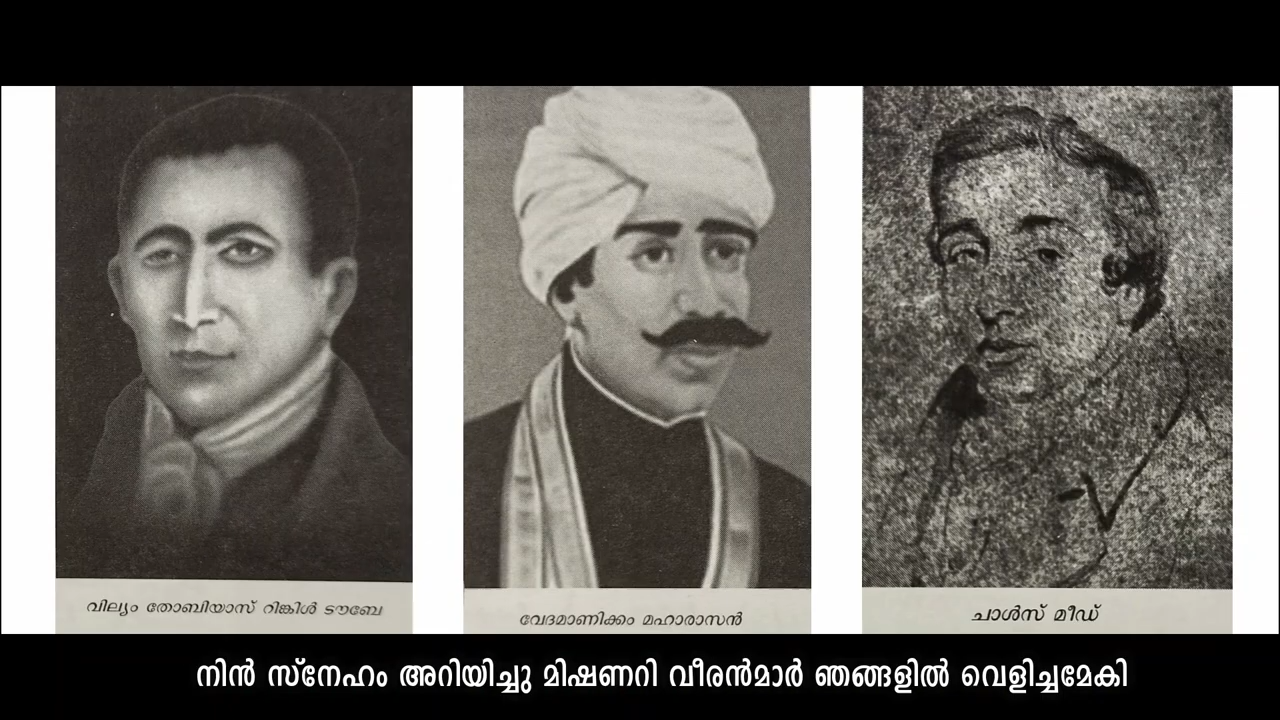 വില്യം തോബിയാസ് റിങ്കിൾ ടൗബേ
വേദമാണിക്കം മഹാരാസൻ
ചാൾസ് മീഡ്
നിൻ സ്നേഹം അറിയിച്ചു മിഷണറി വീരൻമാർ ഞങ്ങളിൽ വെളിച്ചമേകി